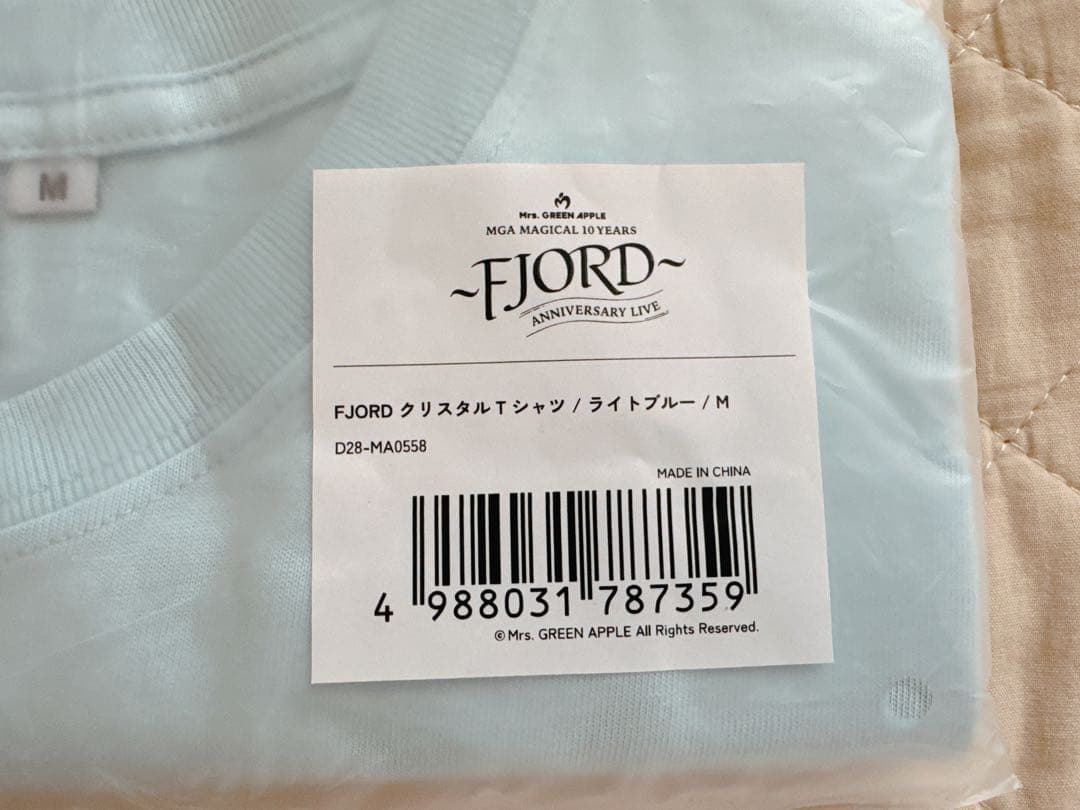 M
Mrs. GREEN APPLE
MGA MAGICAL 10 YEARS
~FJORD~
ANNIVERSARY LIVE
FJORD クリスタル T シャツ / ライトブルー / M
D28-MA0558
MADE IN CHINA
4 988031 787359
©Mrs. GREEN APPLE All Rights Reserved.